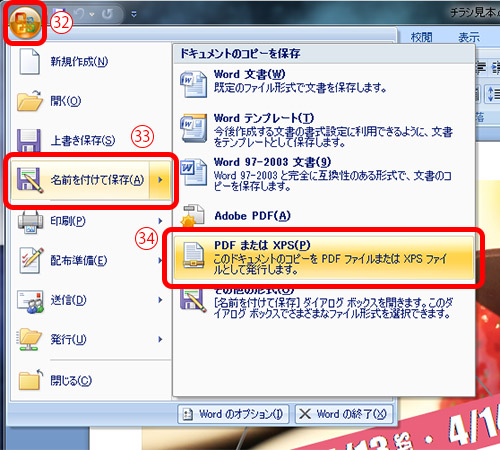 ㉜
チラシ見本
校閲 表示
新規作成(N)
開く(O)
上書き保存(S)
㉝
名前を付けて保存(A)
印刷(P)
配布準備(E)
送信(D)
発行(U)
閉じる(C)
ドキュメントのコピーを保存
Word 文書(W)
既定のファイル形式で文書を保存します。
Word テンプレート(T)
今後作成する文書の書式設定に利用できるように、文書
をテンプレートとして保存します。
Word 97-2003 文書(9)
Word 97-2003 と完全に互換性のある形式で、文書のコ
ピーを保存します。
Adobe PDF(A)
㉞
PDF または XPS(P)
このドキュメントのコピーを PDF ファイルまたは XPS ファイ
ルとして発行します。
その他の形式(O)
[名前を付けて保存] ダイアログ ボックスを開きます。このダ
イアログ ボックスでさまざまなファイル形式を選択できます。
Word のオプション(I)
Word の終了(X)
4/14